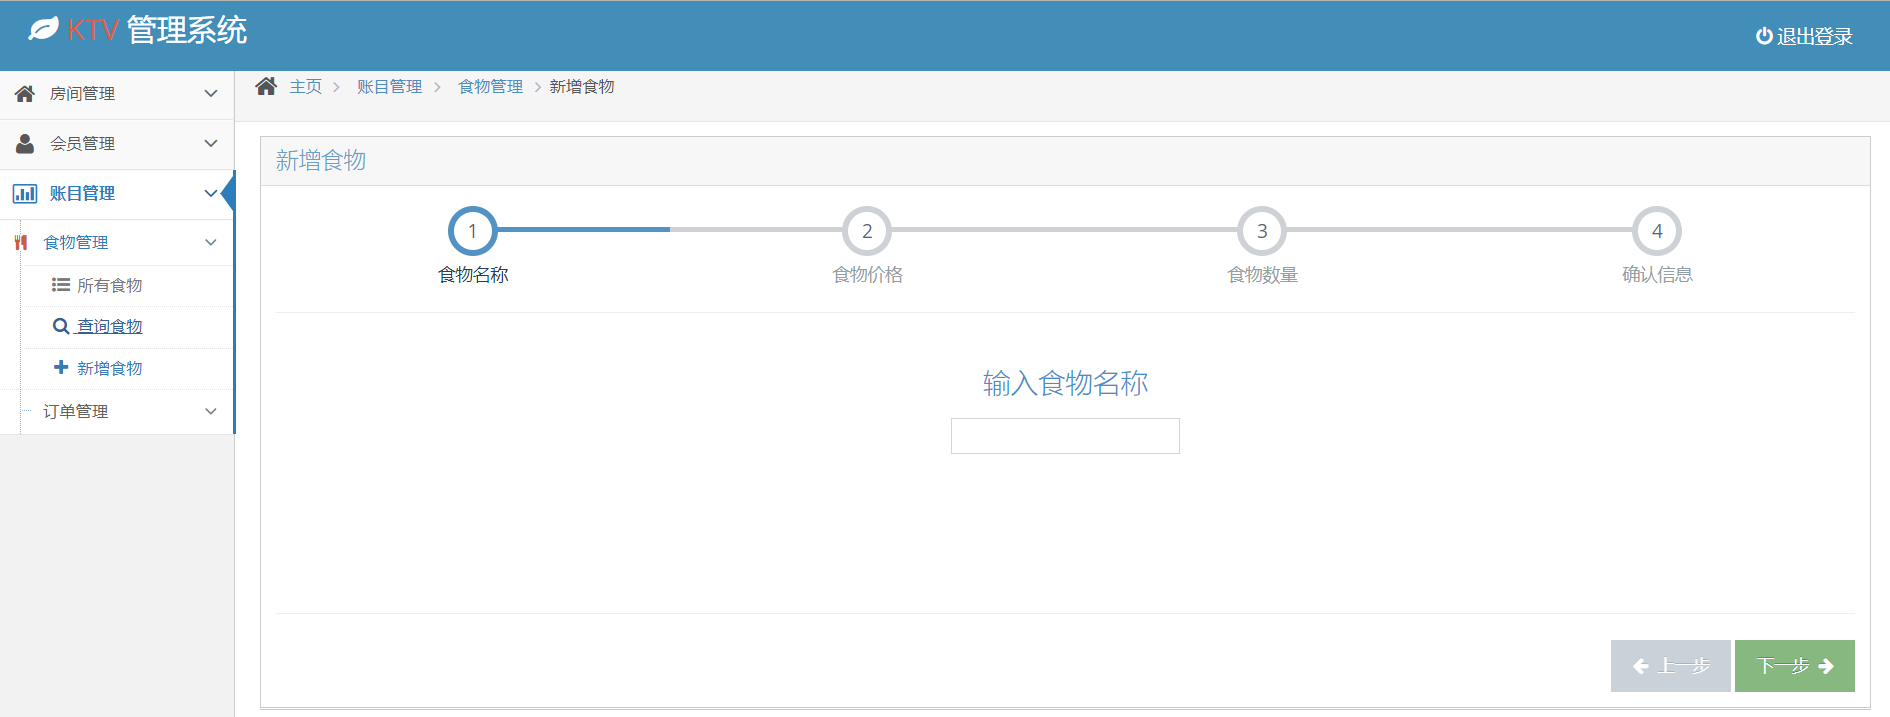 KTV 管理系统
退出登录
房间管理
会员管理
账目管理
食物管理
所有食物
查询食物
新增食物
订单管理
主页 > 账目管理 > 食物管理 > 新增食物
新增食物
1 2 3 4
食物名称 食物价格 食物数量 确认信息
输入食物名称
上一步 下一步